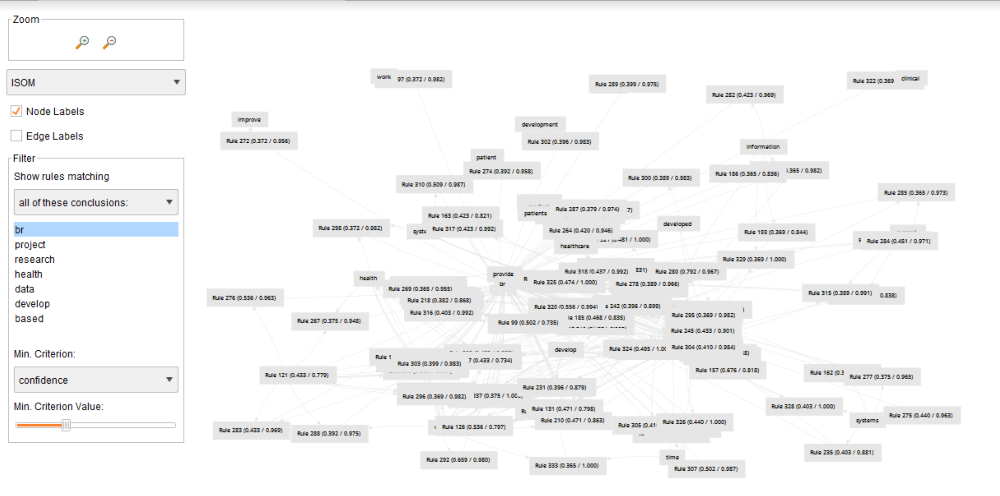 Zoom
ISOM
Node Labels
Edge Labels
Filter
Show rules matching
all of these conclusions:
br
project
research
health
data
develop
based
Min. Criterion:
confidence
Min. Criterion Value:
work
97 (0.372 / 0.982)
Rule 289 (0.399 / 0.975)
Rule 322 (0.369
clinical
Rule 282 (0.423 / 0.969)
improve
development
Rule 272 (0.372 / 0.956)
Rule 302 (0.396 / 0.983)
information
patient
Rule 274 (0.392 / 0.958)
Rule 310 (0.509 / 0.987)
Rule 300 (0.389 / 0.983)
Rule 186 (0.365 / 0.836)
0.365 / 0.982)
Rule 285 (0.365 / 0.973)
patients
Rule 287 (0.379 / 0.974)
7)
Rule 163 (0.423 / 0.821)
developed
Rule 298 (0.372 / 0.982)
syste
Rule 317 (0.423 / 0.992)
Rule 264 (0.420 / 0.946)
Rule 193 (0.369 / 0.844)
/ 1.000)
healthcare
Rule 284 (0.451 / 0.971)
Rule 329 (0.369 / 1.000)
provide
Rule 318 (0.437 / 0.992)
831)
Rule 280 (0.792 / 0.967)
health
br
R
Rule 325 (0.474 / 1.000)
Rule 278 (0.389 / 0.966)
Rule 269 (0.365 / 0.955)
Rule 276 (0.536 / 0.963)
Rule 218 (0.382 / 0.868)
Rule 315 (0.389 / 0.991)
0.838)
Rule 316 (0.403 / 0.992)
Rule 320 (0.556 / 0.994)
e 242 (0.396 / 0.899)
Rule 267 (0.375 / 0.948)
Rule 99 (0.502 / 0.735)
le 185 (0.468 / 0.835)
Rule 295 (0.369 / 0.982)
Rule 245 (0.433 / 0.901)
develop
Rule 324 (0.495 / 1.00
Rule 304 (0.410 / 0.984)
Rule 1
Rule 303 (0.399 / 0.983)
7 (0.433 / 0.734)
8)
Rule 121 (0.433 / 0.779)
Rule 157 (0.676 / 0.818)
Rule 162 (0.3
Rule 277 (0.375 / 0.965)
Rule 231 (0.396 / 0.879)
Rule 296 (0.369 / 0.982)
337 (0.375 / 1.00
Rule 131 (0.471 / 0.798)
Rule 328 (0.403 / 1.000)
Rule 210 (0.471 / 0.863)
Rule 305 (0.41
Rule 326 (0.440 / 1.000)
systems
Rule 275 (0.440 / 0.963)
Rule 283 (0.433 / 0.969)
Rule 288 (0.392 / 0.975)
Rule 126 (0.536 / 0.797)
Rule 292 (0.659 / 0.980)
Rule 333 (0.365 / 1.000)
time
Rule 307 (0.502 / 0.987)
Rule 235 (0.403 / 0.881)